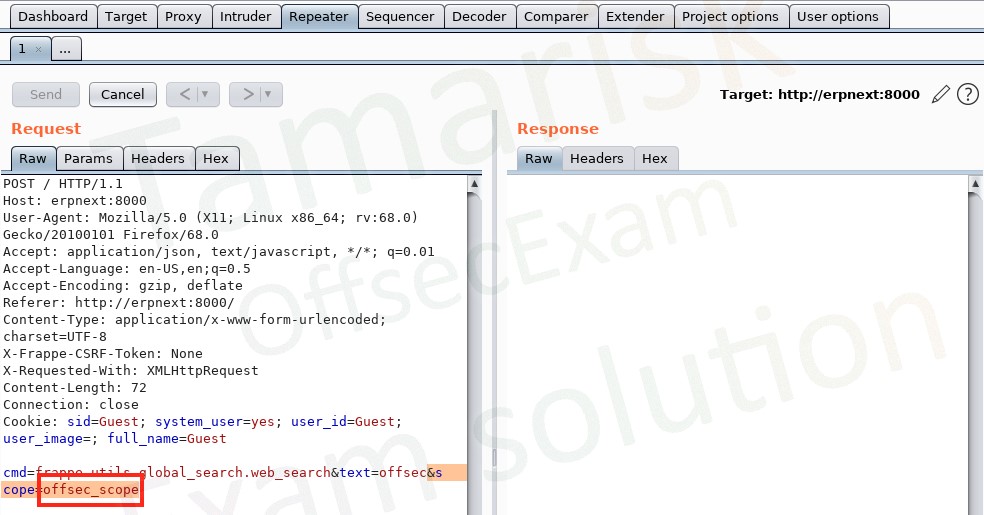 Dashboard Target Proxy Intruder Repeater Sequencer Decoder Comparer Extender Project options User options
1 × ...
Send Cancel < ▼ > ▼ Target: http://erpnext:8000 ?
Request
Raw Params Headers Hex
POST / HTTP/1.1
Host: erpnext:8000
User-Agent: Mozilla/5.0 (X11; Linux x86_64; rv:68.0)
Gecko/20100101 Firefox/68.0
Accept: application/json, text/javascript, */*; q=0.01
Accept-Language: en-US,en;q=0.5
Accept-Encoding: gzip, deflate
Referer: http://erpnext:8000/
Content-Type: application/x-www-form-urlencoded;
charset=UTF-8
X-Frappe-CSRF-Token: None
X-Requested-With: XMLHttpRequest
Content-Length: 72
Connection: close
Cookie: sid=Guest; system_user=yes; user_id=Guest;
user_image=; full_name=Guest
cmd=frappe.utils.global_search.web_search&text=offsec&s
cope=offsec_scope
Response
Raw Headers Hex
Tamarisk
OffsecExam
Exam solution